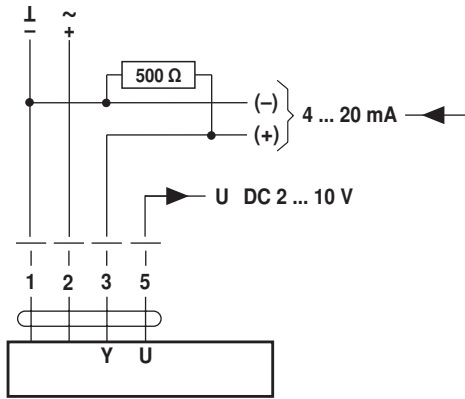 ⊥ ~
− +
500 Ω
(–)
(+)
4 ... 20 mA
U DC 2 ... 10 V
1 2 3 5
Y U